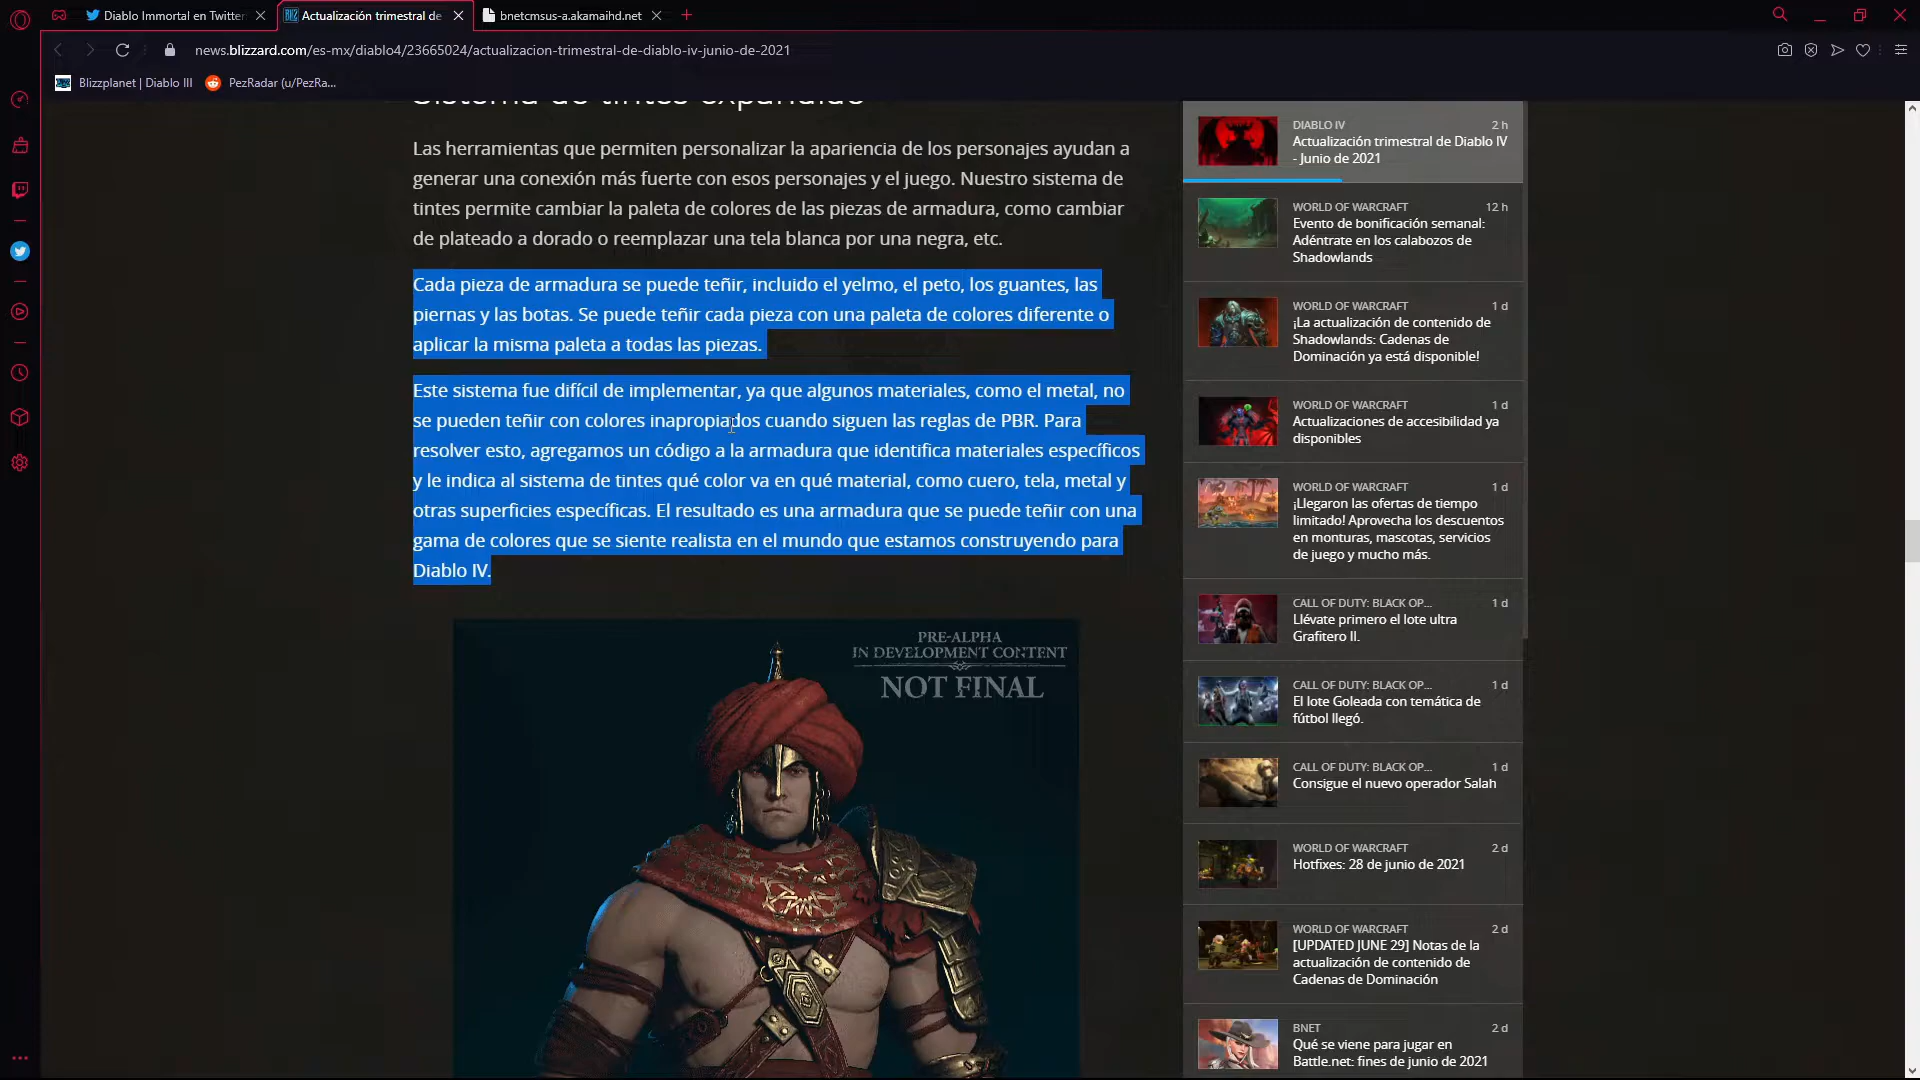 Diablo Immortal en Twitter
Actualización trimestral de
bnetcmsus-a.akamaihd.net
news.blizzard.com/es-mx/diablo4/23665024/actualizacion-trimestral-de-diablo-iv-junio-de-2021
Blizzplanet | Diablo III
PezRadar (u/PezRa...
Sistema de tintes expandido
Las herramientas que permiten personalizar la apariencia de los personajes ayudan a
generar una conexión más fuerte con esos personajes y el juego. Nuestro sistema de
tintes permite cambiar la paleta de colores de las piezas de armadura, como cambiar
de plateado a dorado o reemplazar una tela blanca por una negra, etc.
Cada pieza de armadura se puede teñir, incluido el yelmo, el peto, los guantes, las
piernas y las botas. Se puede teñir cada pieza con una paleta de colores diferente o
aplicar la misma paleta a todas las piezas.
Este sistema fue difícil de implementar, ya que algunos materiales, como el metal, no
se pueden teñir con colores inapropiados cuando siguen las reglas de PBR. Para
resolver esto, agregamos un código a la armadura que identifica materiales específicos
y le indica al sistema de tintes qué color va en qué material, como cuero, tela, metal y
otras superficies específicas. El resultado es una armadura que se puede teñir con una
gama de colores que se siente realista en el mundo que estamos construyendo para
Diablo IV.
PRE-ALPHA
IN DEVELOPMENT CONTENT
NOT FINAL
DIABLO IV 2 h
Actualización trimestral de Diablo IV
- Junio de 2021
WORLD OF WARCRAFT 12 h
Evento de bonificación semanal:
Adéntrate en los calabozos de
Shadowlands
WORLD OF WARCRAFT 1 d
¡La actualización de contenido de
Shadowlands: Cadenas de
Dominación ya está disponible!
WORLD OF WARCRAFT 1 d
Actualizaciones de accesibilidad ya
disponibles
WORLD OF WARCRAFT 1 d
¡Llegaron las ofertas de tiempo
limitado! Aprovecha los descuentos
en monturas, mascotas, servicios
de juego y mucho más.
CALL OF DUTY: BLACK OP... 1 d
Llévate primero el lote ultra
Grafitero II.
CALL OF DUTY: BLACK OP... 1 d
El lote Goleada con temática de
fútbol llegó.
CALL OF DUTY: BLACK OP... 1 d
Consigue el nuevo operador Salah
WORLD OF WARCRAFT 2 d
Hotfixes: 28 de junio de 2021
WORLD OF WARCRAFT 2 d
[UPDATED JUNE 29] Notas de la
actualización de contenido de
Cadenas de Dominación
BNET 2 d
Qué se viene para jugar en
Battle.net: fines de junio de 2021